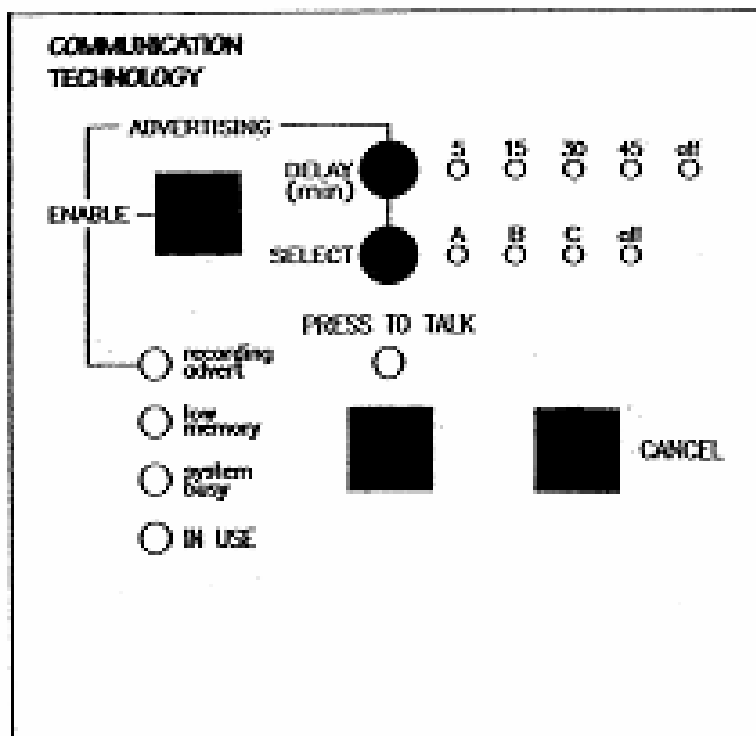 COMMUNICATION
TECHNOLOGY
ADVERTISING
DELAY
(min)
5 15 30 45 off
ENABLE
SELECT
A B C off
PRESS TO TALK
recording
advert
low
memory
system
busy
CANCEL
IN USE